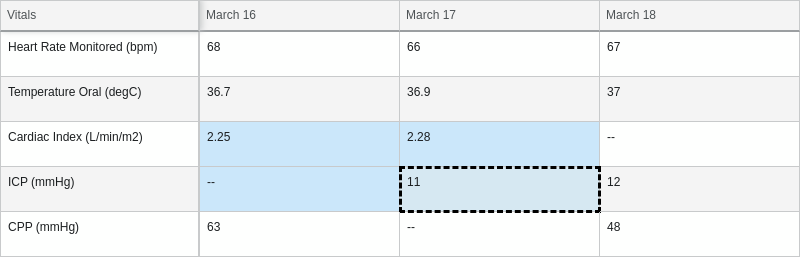 Vitals March 16 March 17 March 18
Heart Rate Monitored (bpm) 68 66 67
Temperature Oral (degC) 36.7 36.9 37
Cardiac Index (L/min/m2) 2.25 2.28 --
ICP (mmHg) -- 11 12
CPP (mmHg) 63 -- 48